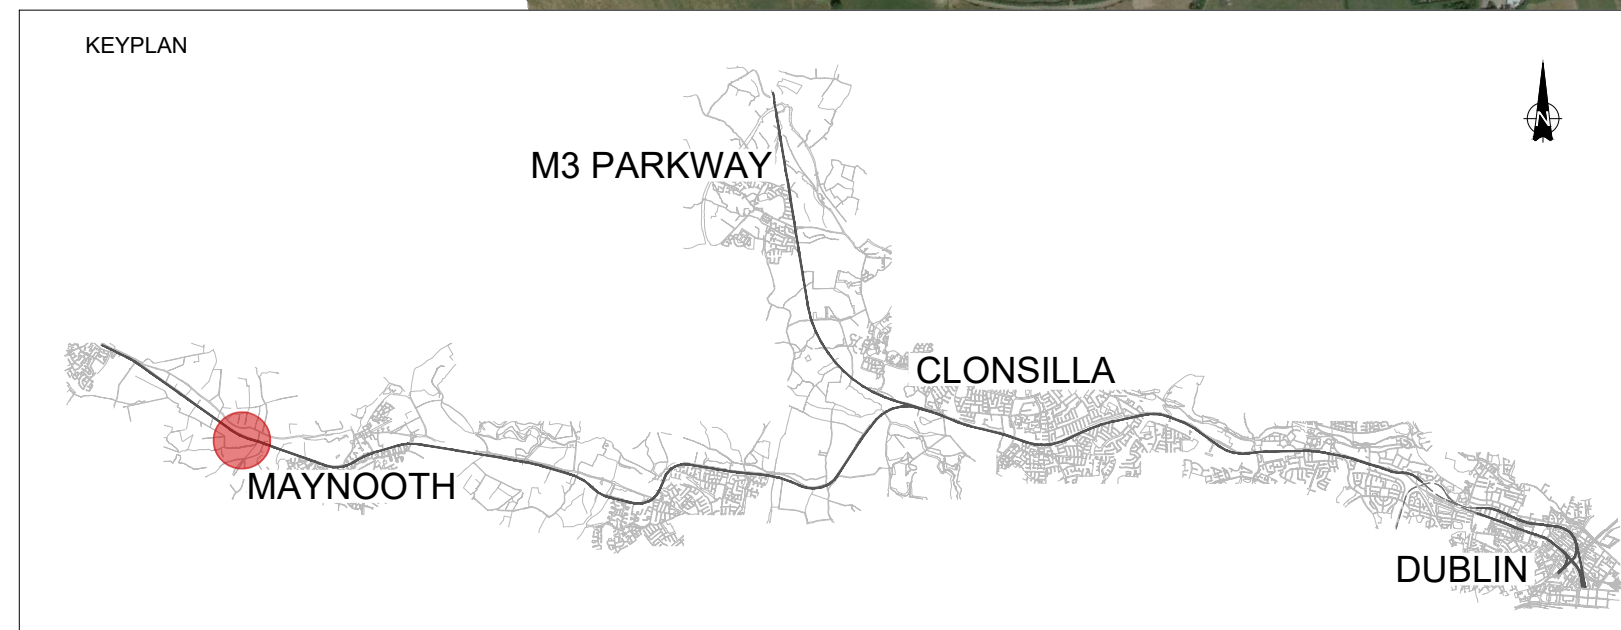 KEYPLAN
N
M3 PARKWAY
CLONSILLA
MAYNOOTH
DUBLIN